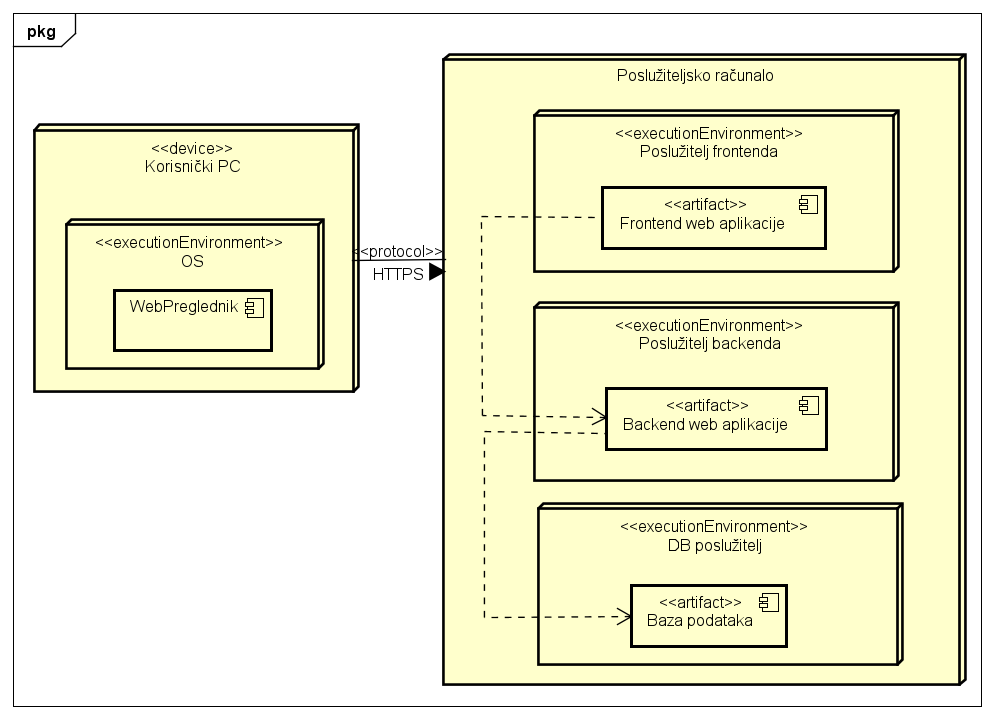 pkg
<<device>>
Korisnički PC
<<executionEnvironment>>
OS
WebPreglednik
<<protocol>>
HTTPS
Poslužiteljsko računalo
<<executionEnvironment>>
Poslužitelj frontenda
<<artifact>>
Frontend web aplikacije
<<executionEnvironment>>
Poslužitelj backenda
<<artifact>>
Backend web aplikacije
<<executionEnvironment>>
DB poslužitelj
<<artifact>>
Baza podataka